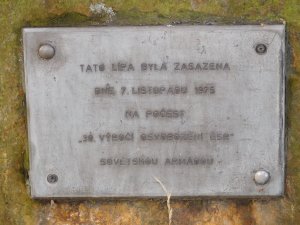 TATO LÍPA BYLA ZASAZENA
DNE 7. LISTOPADU 1975
NA POČEST
„30. VÝROČÍ OSVOBOZENÍ ČSR“
SOVĚTSKOU ARMÁDOU